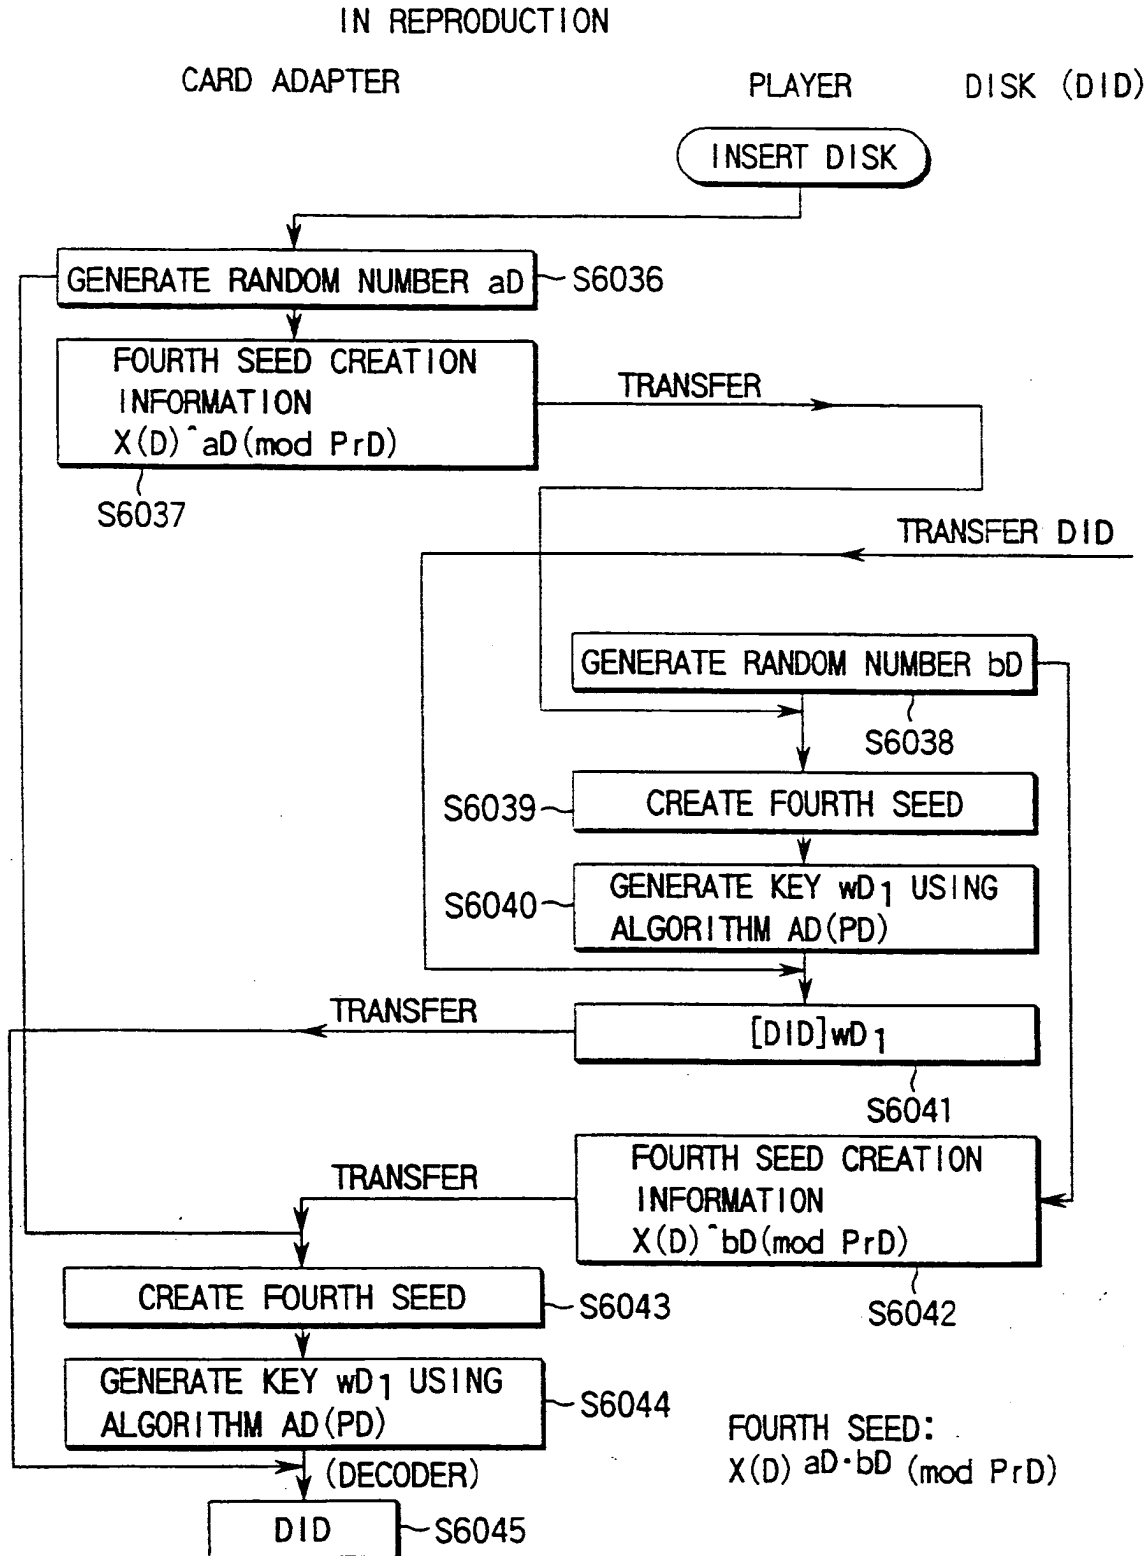 IN REPRODUCTION
CARD ADAPTER
PLAYER
DISK (DID)
INSERT DISK
GENERATE RANDOM NUMBER aD
S6036
FOURTH SEED CREATION
INFORMATION
X(D)^aD(mod PrD)
S6037
TRANSFER
TRANSFER DID
GENERATE RANDOM NUMBER bD
S6038
S6039
CREATE FOURTH SEED
S6040
GENERATE KEY wD1 USING
ALGORITHM AD(PD)
TRANSFER
[DID]wD1
S6041
TRANSFER
FOURTH SEED CREATION
INFORMATION
X(D)^bD(mod PrD)
S6042
CREATE FOURTH SEED
S6043
GENERATE KEY wD1 USING
ALGORITHM AD(PD)
S6044
FOURTH SEED:
X(D) aD·bD (mod PrD)
(DECODER)
DID
S6045